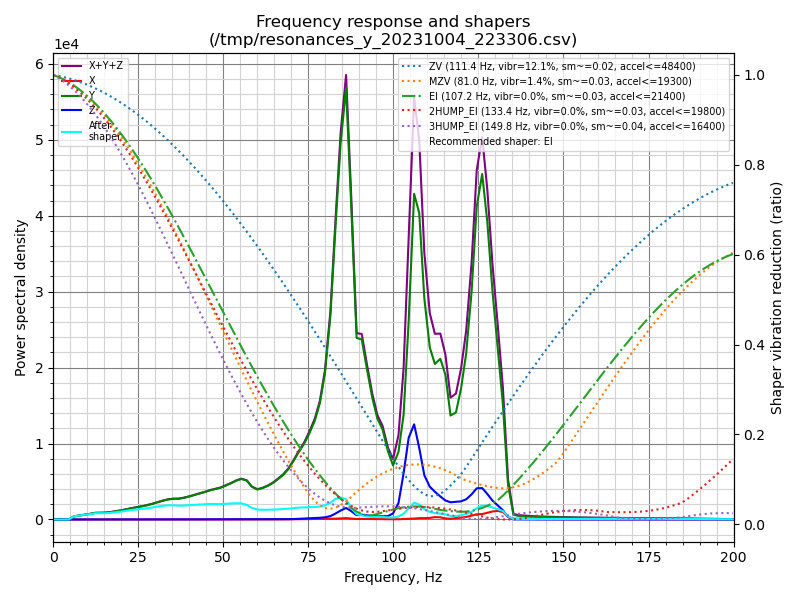 Frequency response and shapers
(/tmp/resonances_y_20231004_223306.csv)
1e4
X+Y+Z
X
Y
Z
After
shaper
ZV (111.4 Hz, vibr=12.1%, sm~=0.02, accel<=48400)
MZV (81.0 Hz, vibr=1.4%, sm~=0.03, accel<=19300)
EI (107.2 Hz, vibr=0.0%, sm~=0.03, accel<=21400)
2HUMP_EI (133.4 Hz, vibr=0.0%, sm~=0.03, accel<=19800)
3HUMP_EI (149.8 Hz, vibr=0.0%, sm~=0.04, accel<=16400)
Recommended shaper: EI
6
5
4
3
2
1
0
Power spectral density
1.0
0.8
0.6
0.4
0.2
0.0
Shaper vibration reduction (ratio)
0 25 50 75 100 125 150 175 200
Frequency, Hz